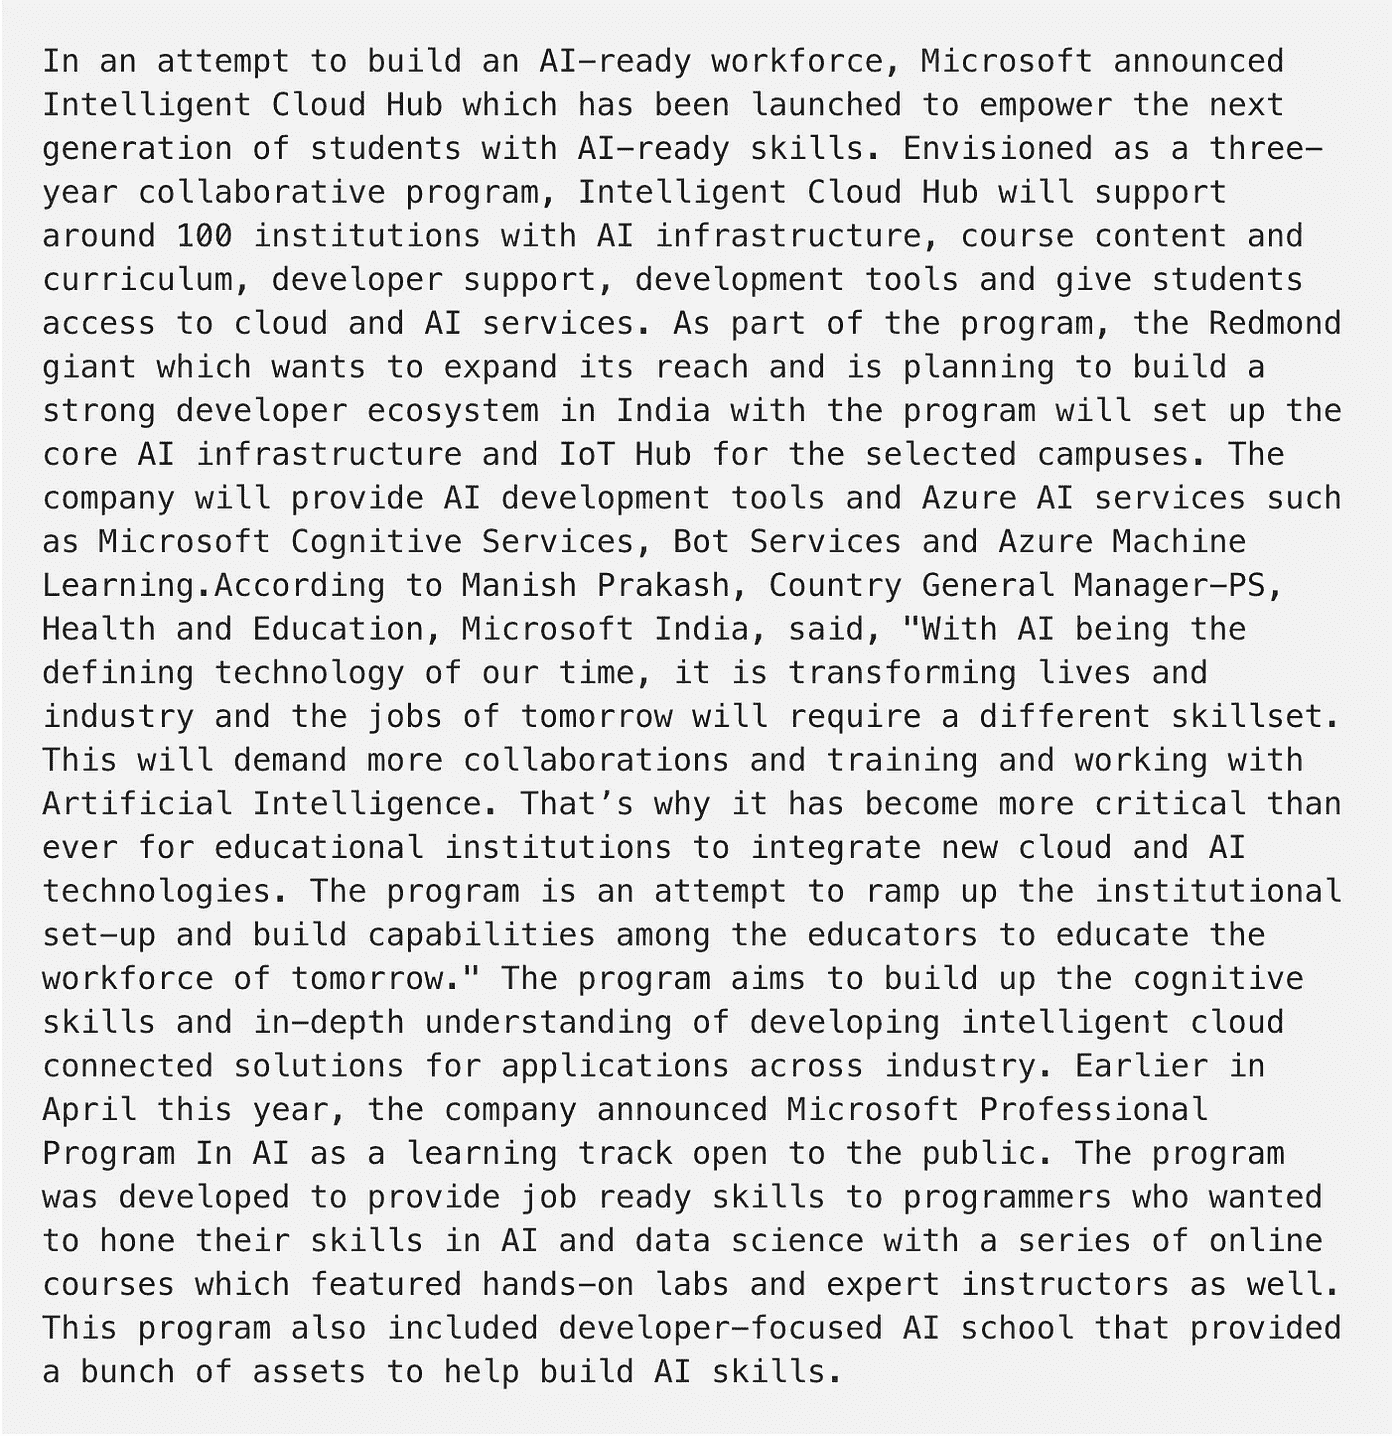 In an attempt to build an AI-ready workforce, Microsoft announced
Intelligent Cloud Hub which has been launched to empower the next
generation of students with AI-ready skills. Envisioned as a three-
year collaborative program, Intelligent Cloud Hub will support
around 100 institutions with AI infrastructure, course content and
curriculum, developer support, development tools and give students
access to cloud and AI services. As part of the program, the Redmond
giant which wants to expand its reach and is planning to build a
strong developer ecosystem in India with the program will set up the
core AI infrastructure and IoT Hub for the selected campuses. The
company will provide AI development tools and Azure AI services such
as Microsoft Cognitive Services, Bot Services and Azure Machine
Learning.According to Manish Prakash, Country General Manager-PS,
Health and Education, Microsoft India, said, "With AI being the
defining technology of our time, it is transforming lives and
industry and the jobs of tomorrow will require a different skillset.
This will demand more collaborations and training and working with
Artificial Intelligence. That’s why it has become more critical than
ever for educational institutions to integrate new cloud and AI
technologies. The program is an attempt to ramp up the institutional
set-up and build capabilities among the educators to educate the
workforce of tomorrow." The program aims to build up the cognitive
skills and in-depth understanding of developing intelligent cloud
connected solutions for applications across industry. Earlier in
April this year, the company announced Microsoft Professional
Program In AI as a learning track open to the public. The program
was developed to provide job ready skills to programmers who wanted
to hone their skills in AI and data science with a series of online
courses which featured hands-on labs and expert instructors as well.
This program also included developer-focused AI school that provided
a bunch of assets to help build AI skills.